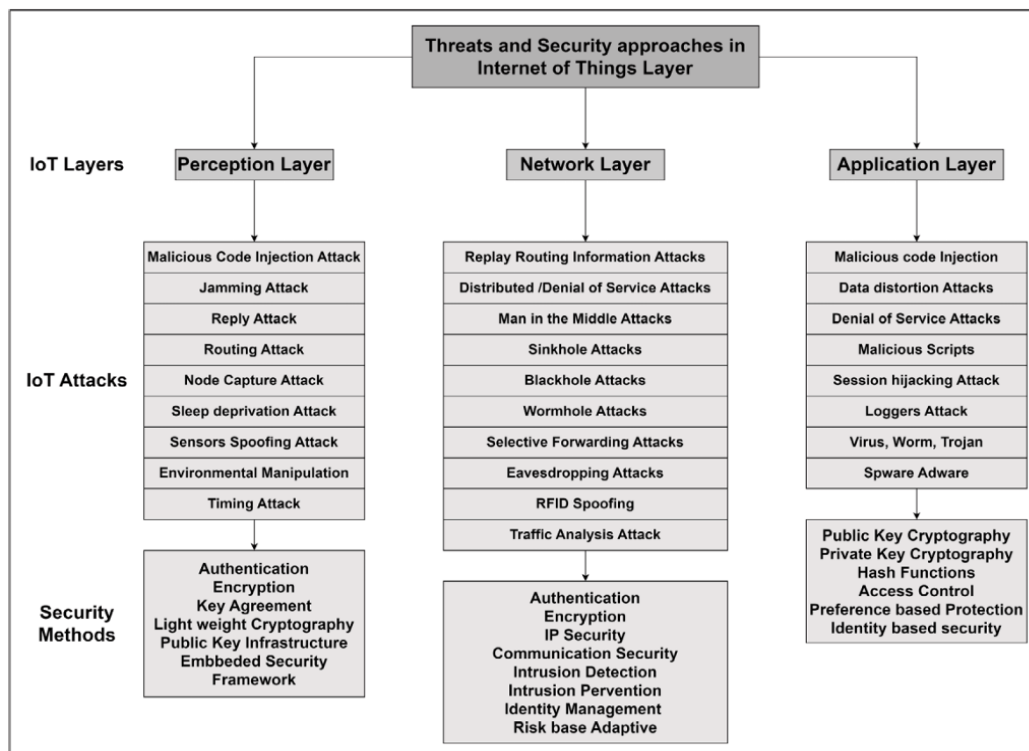 Threats and Security approaches in
Internet of Things Layer
IoT Layers
Perception Layer
Network Layer
Application Layer
IoT Attacks
Malicious Code Injection Attack
Jamming Attack
Reply Attack
Routing Attack
Node Capture Attack
Sleep deprivation Attack
Sensors Spoofing Attack
Environmental Manipulation
Timing Attack
Replay Routing Information Attacks
Distributed /Denial of Service Attacks
Man in the Middle Attacks
Sinkhole Attacks
Blackhole Attacks
Wormhole Attacks
Selective Forwarding Attacks
Eavesdropping Attacks
RFID Spoofing
Traffic Analysis Attack
Malicious code Injection
Data distortion Attacks
Denial of Service Attacks
Malicious Scripts
Session hijacking Attack
Loggers Attack
Virus, Worm, Trojan
Spware Adware
Security
Methods
Authentication
Encryption
Key Agreement
Light weight Cryptography
Public Key Infrastructure
Embbeded Security
Framework
Authentication
Encryption
IP Security
Communication Security
Intrusion Detection
Intrusion Pervention
Identity Management
Risk base Adaptive
Public Key Cryptography
Private Key Cryptography
Hash Functions
Access Control
Preference based Protection
Identity based security